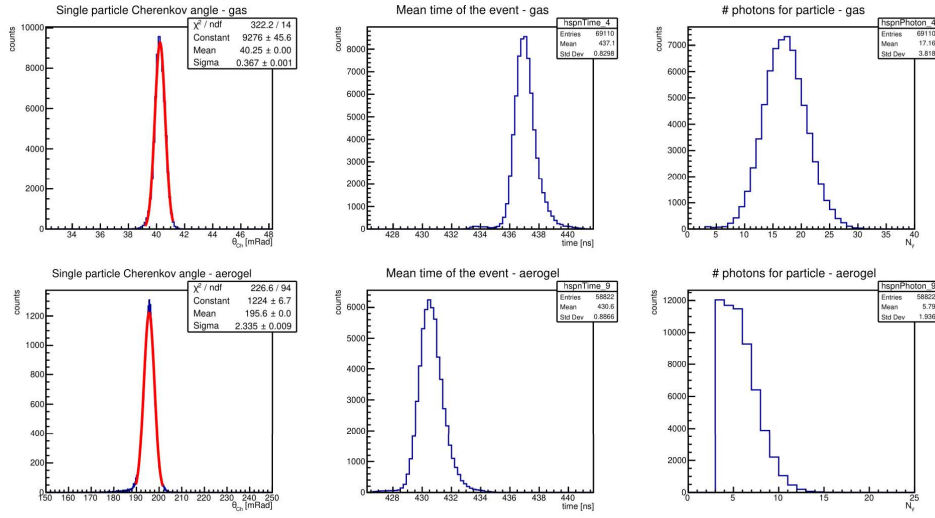 Single particle Cherenkov angle - gas
χ² / ndf 322.2 / 14
Constant 9276 ± 45.6
Mean 40.25 ± 0.00
Sigma 0.367 ± 0.001
counts
10000
8000
6000
4000
2000
0
34 36 38 40 42 44 46 48
θCh [mRad]
Mean time of the event - gas
hspnTime_4
Entries 69110
Mean 437.1
Std Dev 0.8298
counts
9000
8000
7000
6000
5000
4000
3000
2000
1000
0
428 430 432 434 436 438 440
time [ns]
# photons for particle - gas
hspnPhoton_4
Entries 69110
Mean 17.16
Std Dev 3.818
counts
7000
6000
5000
4000
3000
2000
1000
0
0 5 10 15 20 25 30 35 40
Nγ
Single particle Cherenkov angle - aerogel
χ² / ndf 226.6 / 94
Constant 1224 ± 6.7
Mean 195.6 ± 0.0
Sigma 2.335 ± 0.009
counts
1200
1000
800
600
400
200
0
150 160 170 180 190 200 210 220 230 240 250
θCh [mRad]
Mean time of the event - aerogel
hspnTime_9
Entries 58822
Mean 430.6
Std Dev 0.8866
counts
6000
5000
4000
3000
2000
1000
0
428 430 432 434 436 438 440
time [ns]
# photons for particle - aerogel
hspnPhoton_9
Entries 58822
Mean 5.79
Std Dev 1.936
counts
12000
10000
8000
6000
4000
2000
0
0 5 10 15 20 25
Nγ